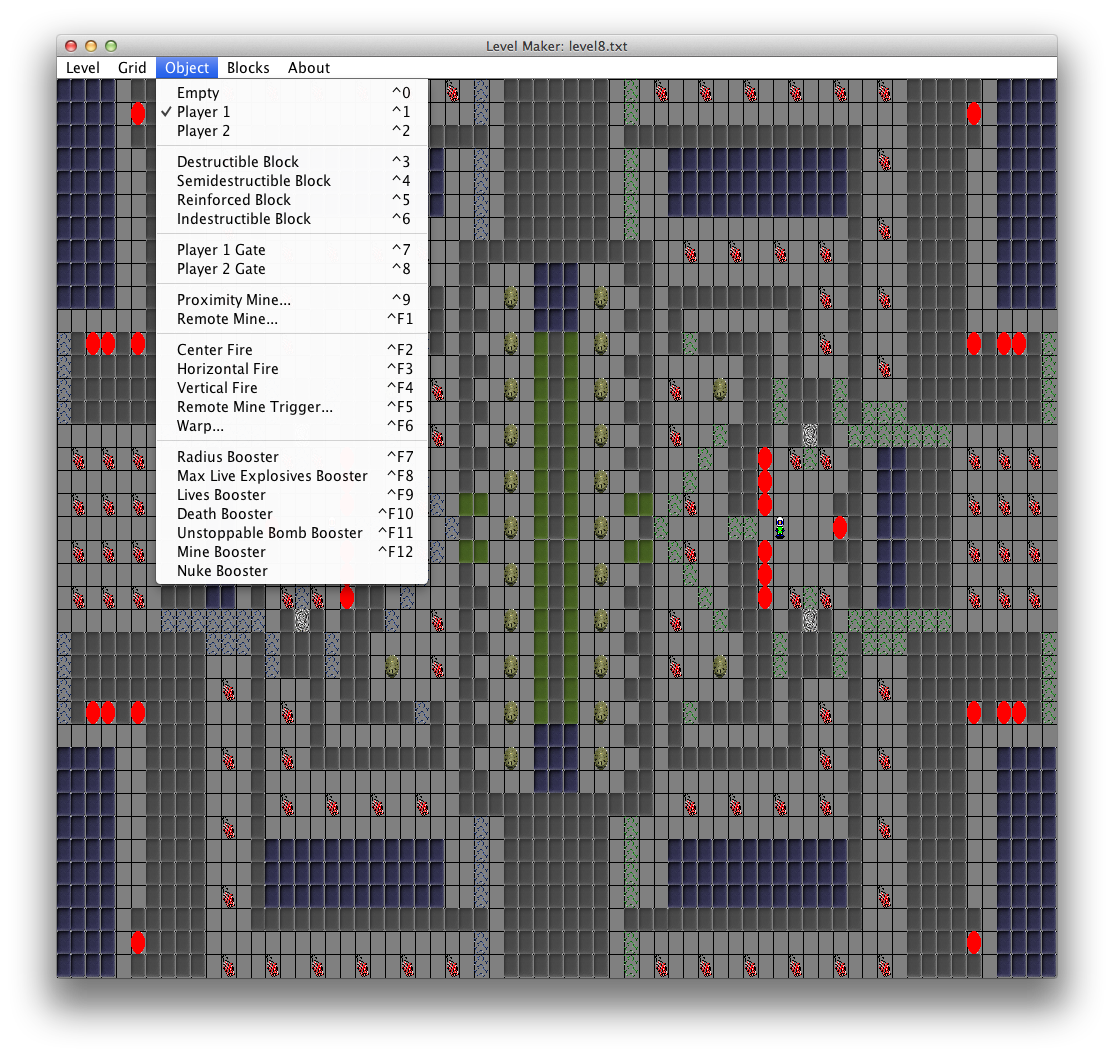 Level Maker: level8.txt
Level Grid Object Blocks About
Empty ^0
✓ Player 1 ^1
Player 2 ^2
Destructible Block ^3
Semidestructible Block ^4
Reinforced Block ^5
Indestructible Block ^6
Player 1 Gate ^7
Player 2 Gate ^8
Proximity Mine... ^9
Remote Mine... ^F1
Center Fire ^F2
Horizontal Fire ^F3
Vertical Fire ^F4
Remote Mine Trigger... ^F5
Warp... ^F6
Radius Booster ^F7
Max Live Explosives Booster ^F8
Lives Booster ^F9
Death Booster ^F10
Unstoppable Bomb Booster ^F11
Mine Booster ^F12
Nuke Booster